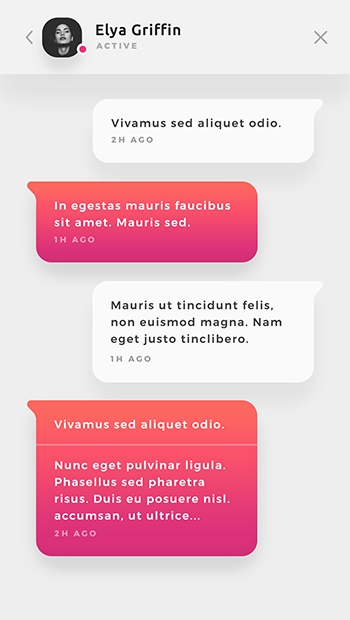 Elya Griffin
ACTIVE
Vivamus sed aliquet odio.
2H AGO
In egestas mauris faucibus
sit amet. Mauris sed.
1H AGO
Mauris ut tincidunt felis,
non euismod magna. Nam
eget justo tinclibero.
1H AGO
Vivamus sed aliquet odio.
Nunc eget pulvinar ligula.
Phasellus sed pharetra
risus. Duis eu posuere nisl.
accumsan, ut ultrice...
2H AGO